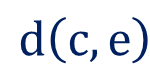 d(c, e)